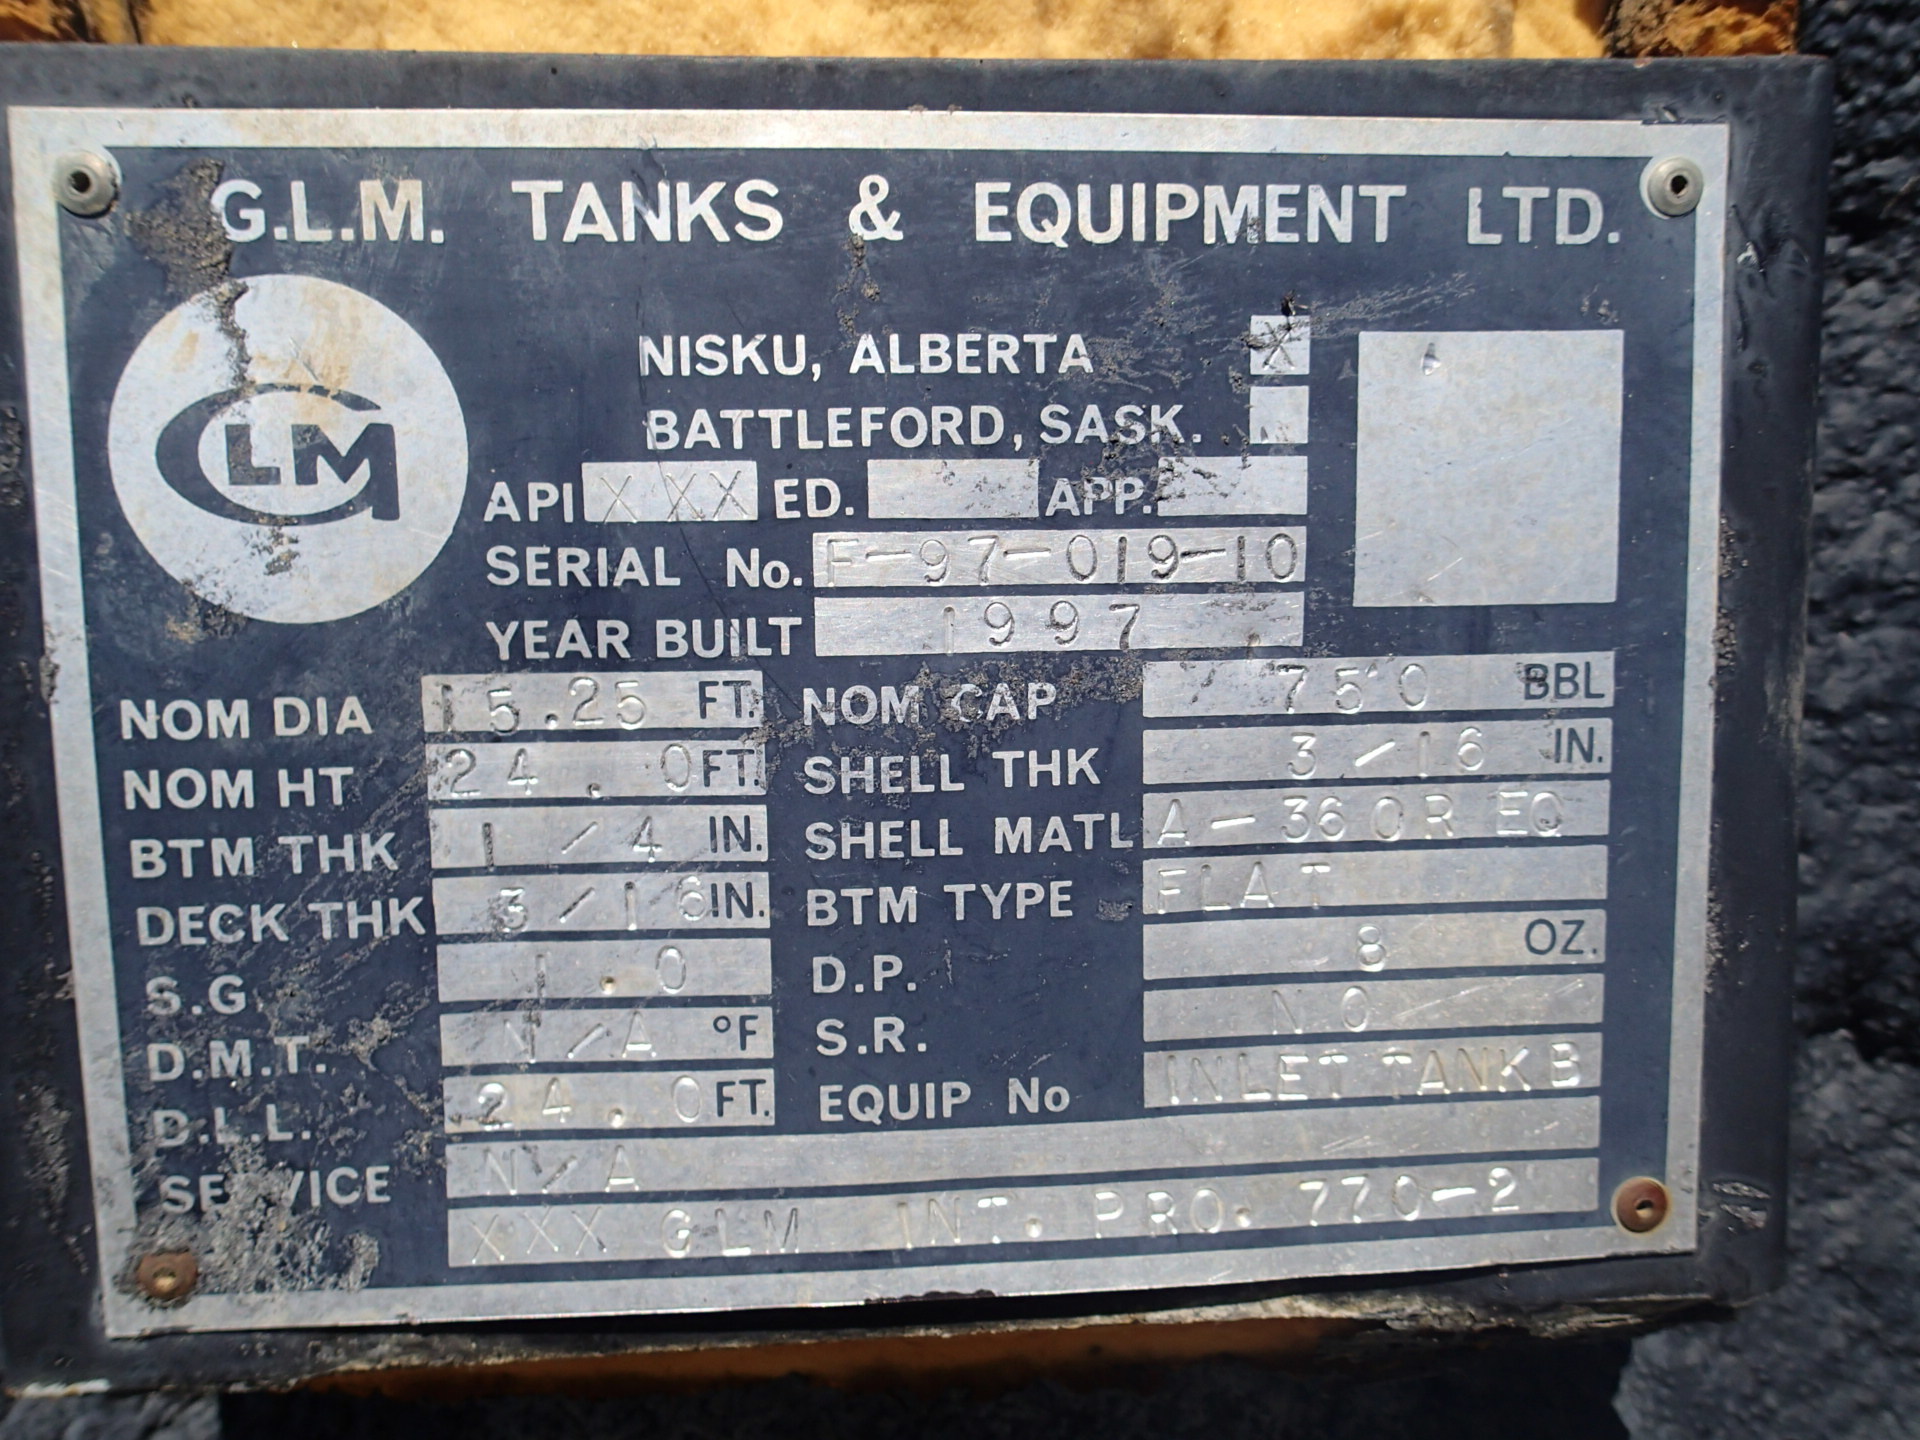 G.L.M. TANKS & EQUIPMENT LTD.
GLM
NISKU, ALBERTA X
BATTLEFORD, SASK.
API XXX ED. APP.
SERIAL No. F-97-019-10
YEAR BUILT 1997
NOM DIA 15.25 FT. NOM CAP 750 BBL
NOM HT 24.0 FT. SHELL THK 3/16 IN.
BTM THK 1/4 IN. SHELL MATL A-36 OR EQ
DECK THK 3/16 IN. BTM TYPE FLAT
S.G 1.0 D.P. 8 OZ.
D.M.T. N/A °F S.R. NO
D.L.L. 24.0 FT. EQUIP No INLET TANK B
SERVICE N/A
XXX GLM INT. PRO. 770-2